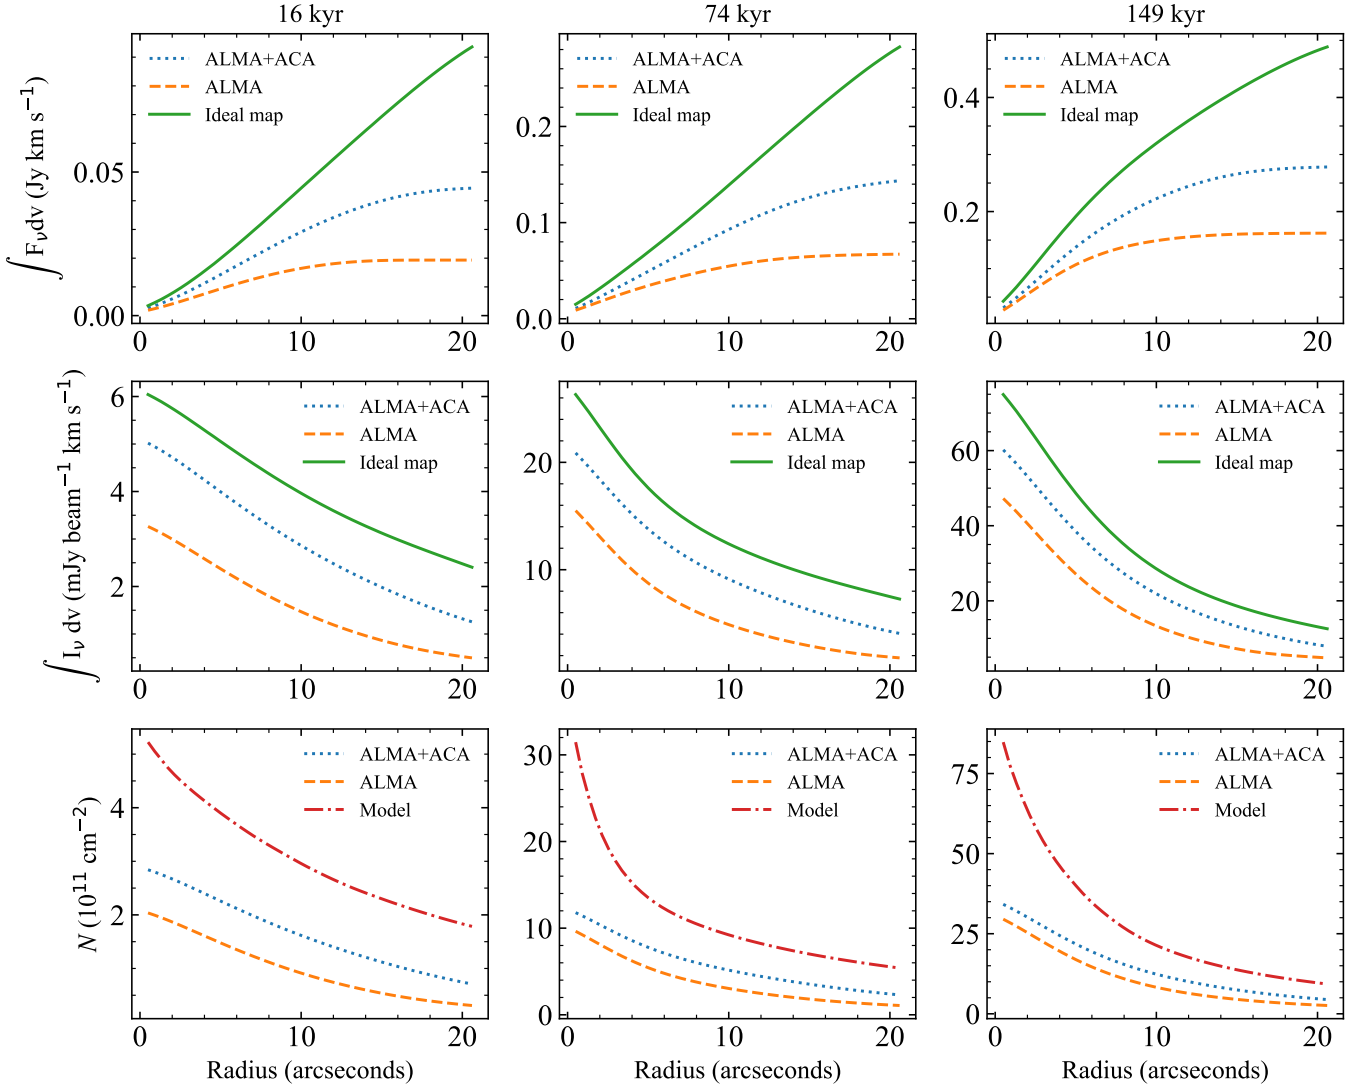 16 kyr
74 kyr
149 kyr
∫ Fνdv (Jy km s⁻¹)
0.05
0.00
0 10 20
ALMA+ACA
ALMA
Ideal map
0.2
0.1
0.0
0 10 20
ALMA+ACA
ALMA
Ideal map
0.4
0.2
0 10 20
ALMA+ACA
ALMA
Ideal map
∫ Iν dv (mJy beam⁻¹ km s⁻¹)
6
4
2
0 10 20
ALMA+ACA
ALMA
Ideal map
20
10
0 10 20
ALMA+ACA
ALMA
Ideal map
60
40
20
0 10 20
ALMA+ACA
ALMA
Ideal map
N (10¹¹ cm⁻²)
4
2
0 10 20
ALMA+ACA
ALMA
Model
Radius (arcseconds)
30
20
10
0
0 10 20
ALMA+ACA
ALMA
Model
Radius (arcseconds)
75
50
25
0
0 10 20
ALMA+ACA
ALMA
Model
Radius (arcseconds)